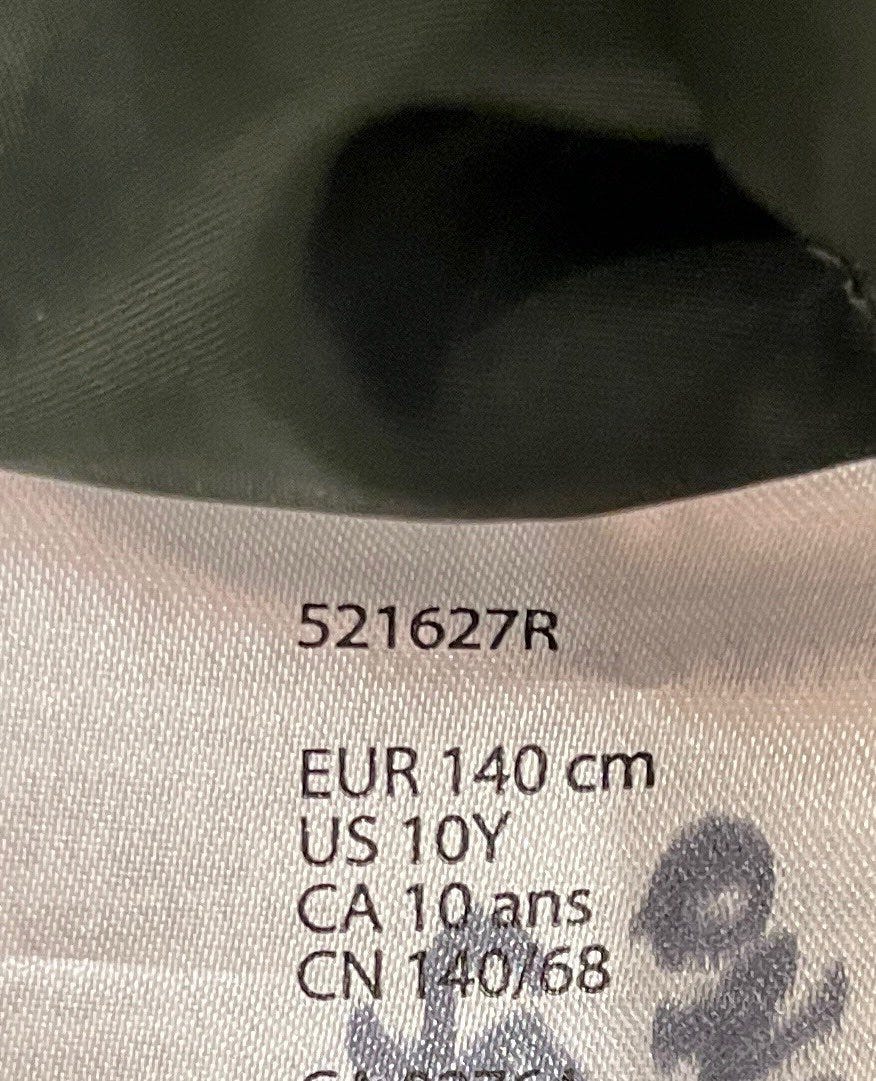 521627R
EUR 140 cm
US 10Y
CA 10 ans
CN 140/68